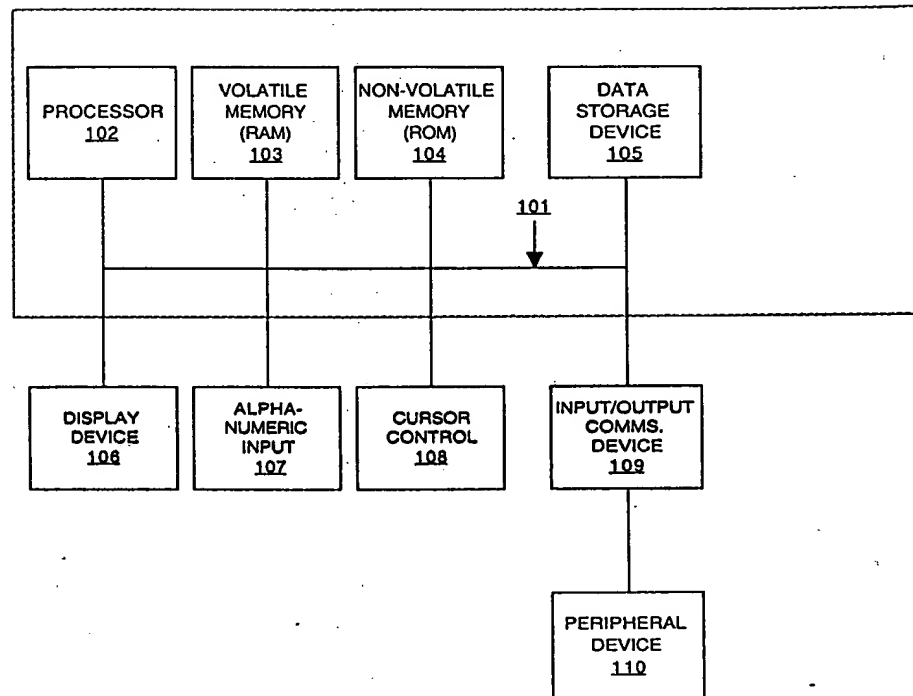 PROCESSOR
102
VOLATILE
MEMORY
(RAM)
103
NON-VOLATILE
MEMORY
(ROM)
104
DATA
STORAGE
DEVICE
105
101
DISPLAY
DEVICE
106
ALPHA-
NUMERIC
INPUT
107
CURSOR
CONTROL
108
INPUT/OUTPUT
COMMS.
DEVICE
109
PERIPHERAL
DEVICE
110